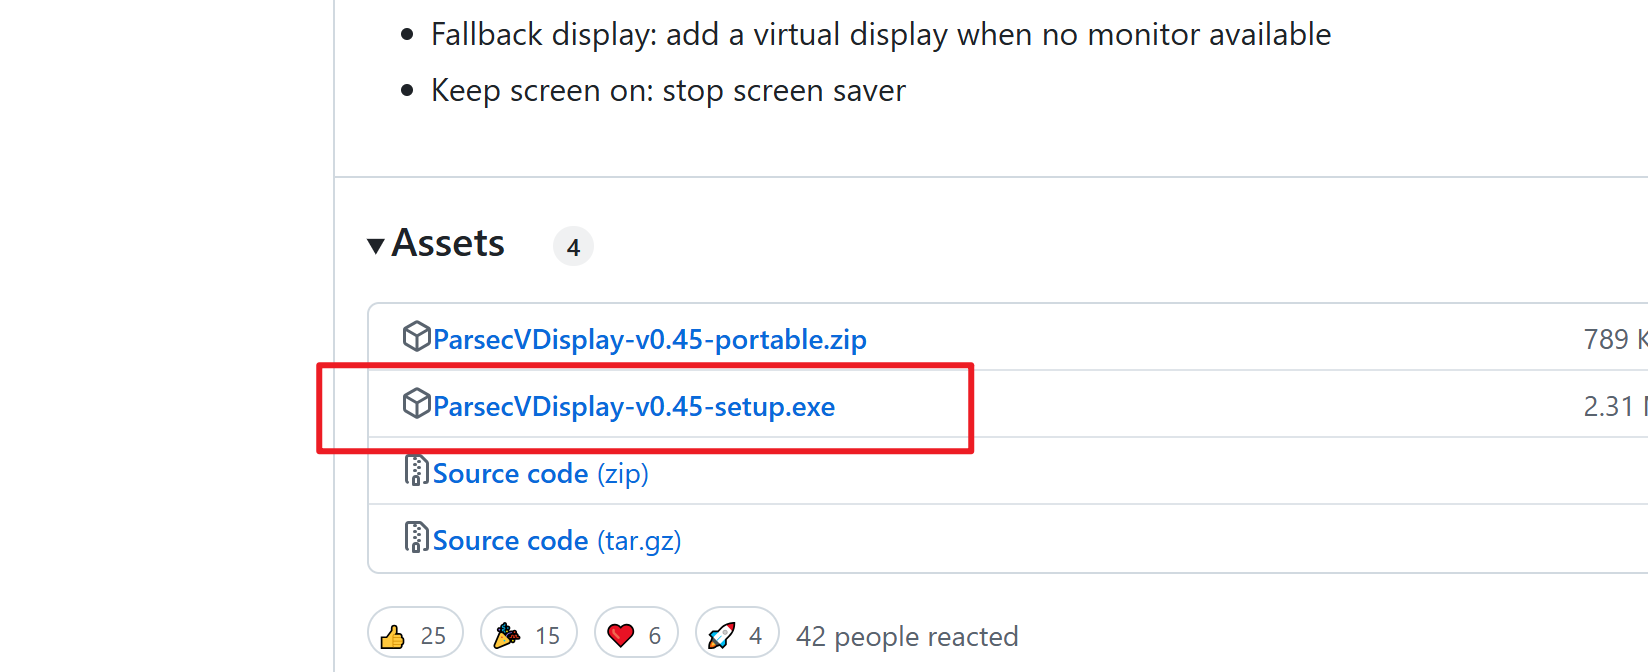 Fallback display: add a virtual display when no monitor available
Keep screen on: stop screen saver
Assets 4
ParsecVDisplay-v0.45-portable.zip 789 K
ParsecVDisplay-v0.45-setup.exe 2.31
Source code (zip)
Source code (tar.gz)
25 15 6 4 42 people reacted